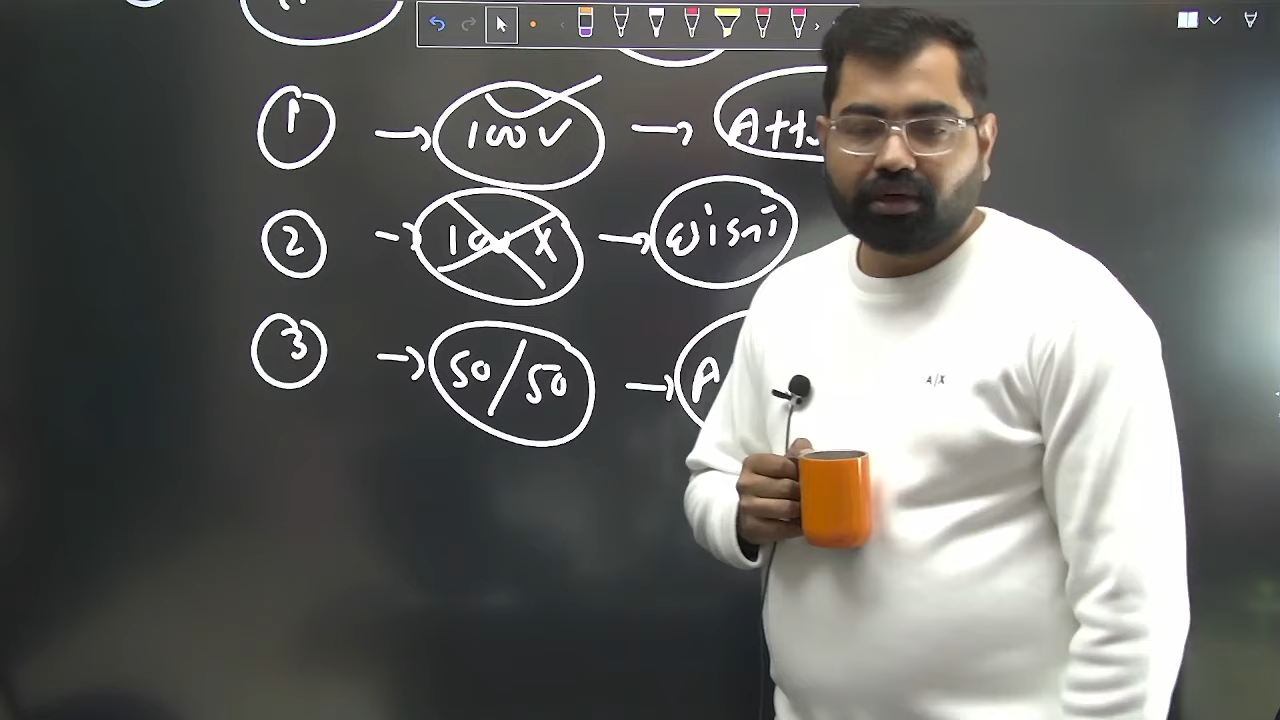 1 → 100 ✓ → Att
2 → 100 X →
3 → 50/50 → A
A/X